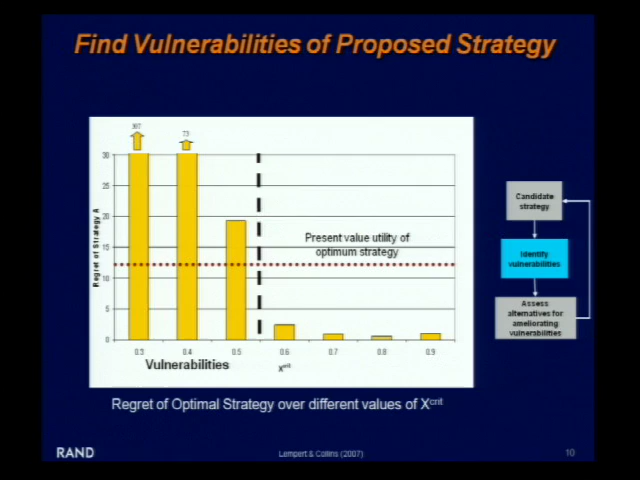 Find Vulnerabilities of Proposed Strategy
73
30
25
20
15
10
5
0
Regret of Strategy A
Present value utility of
optimum strategy
0.3
0.4
0.5
0.6
0.7
0.8
0.9
Vulnerabilities
Xcrit
Candidate
strategy
Identify
vulnerabilities
Assess
alternatives for
ameliorating
vulnerabilities
Regret of Optimal Strategy over different values of Xcrit
RAND
Lempert & Collins (2007)
10